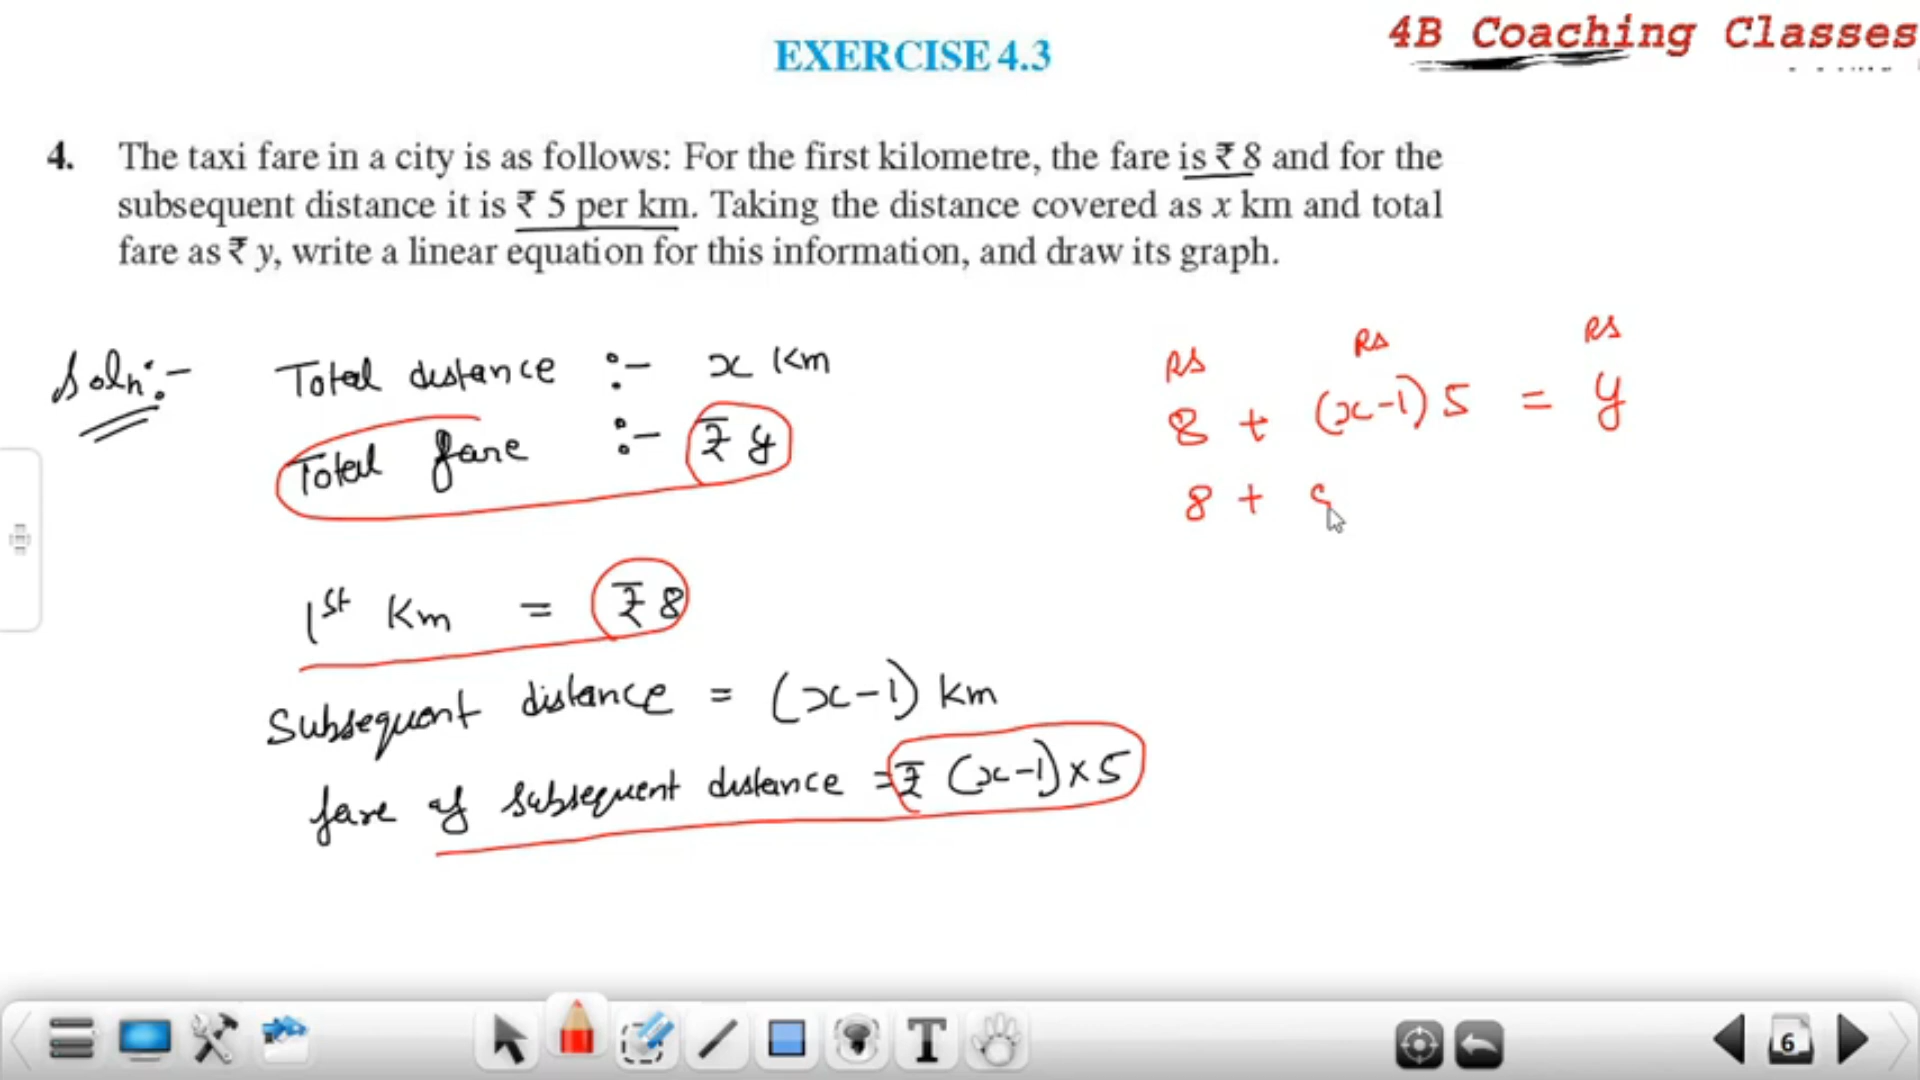 4B Coaching Classes
EXERCISE 4.3
4. The taxi fare in a city is as follows: For the first kilometre, the fare is ₹ 8 and for the
subsequent distance it is ₹ 5 per km. Taking the distance covered as x km and total
fare as ₹ y, write a linear equation for this information, and draw its graph.
Soln:- Total distance :- x Km
Total fare :- ₹ y
1st Km = ₹ 8
Subsequent distance = (x-1) km
fare of subsequent distance = ₹ (x-1) x 5
RS RS RS
8 + (x-1) 5 = y
8 +
T
6